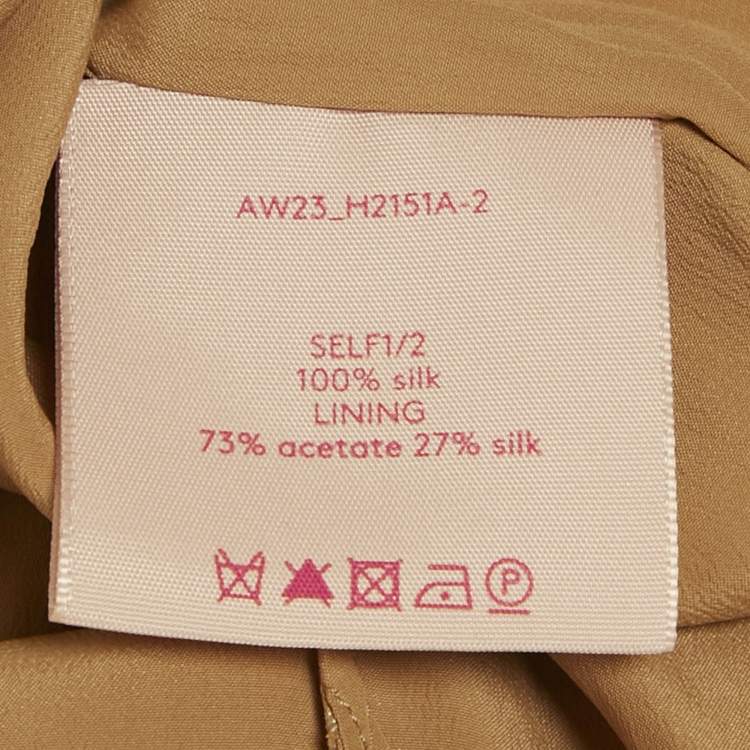 AW23_H2151A-2
SELF1/2
100% silk
LINING
73% acetate 27% silk
P